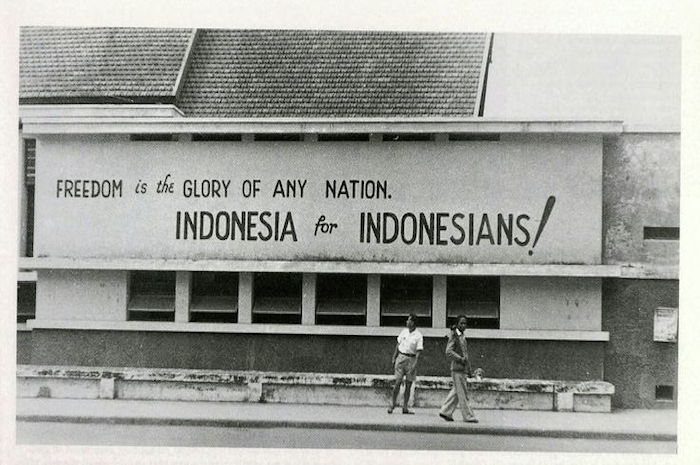 FREEDOM is the GLORY OF ANY NATION.
INDONESIA for INDONESIANS!